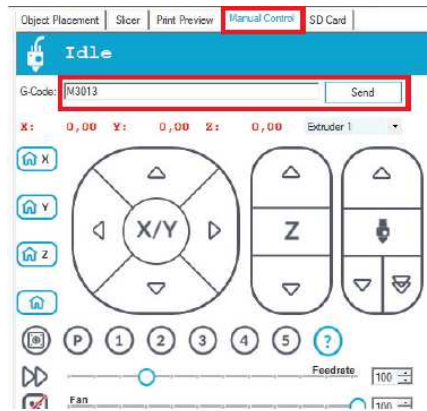 Object Placement Slicer Print Preview Manual Control SD Card
Idle
G-Code: M3013 Send
X: 0,00 Y: 0,00 Z: 0,00 Extruder 1
X
Y
X/Y Z
Z
P 1 2 3 4 5 ?
Feedrate 100
Fan 100